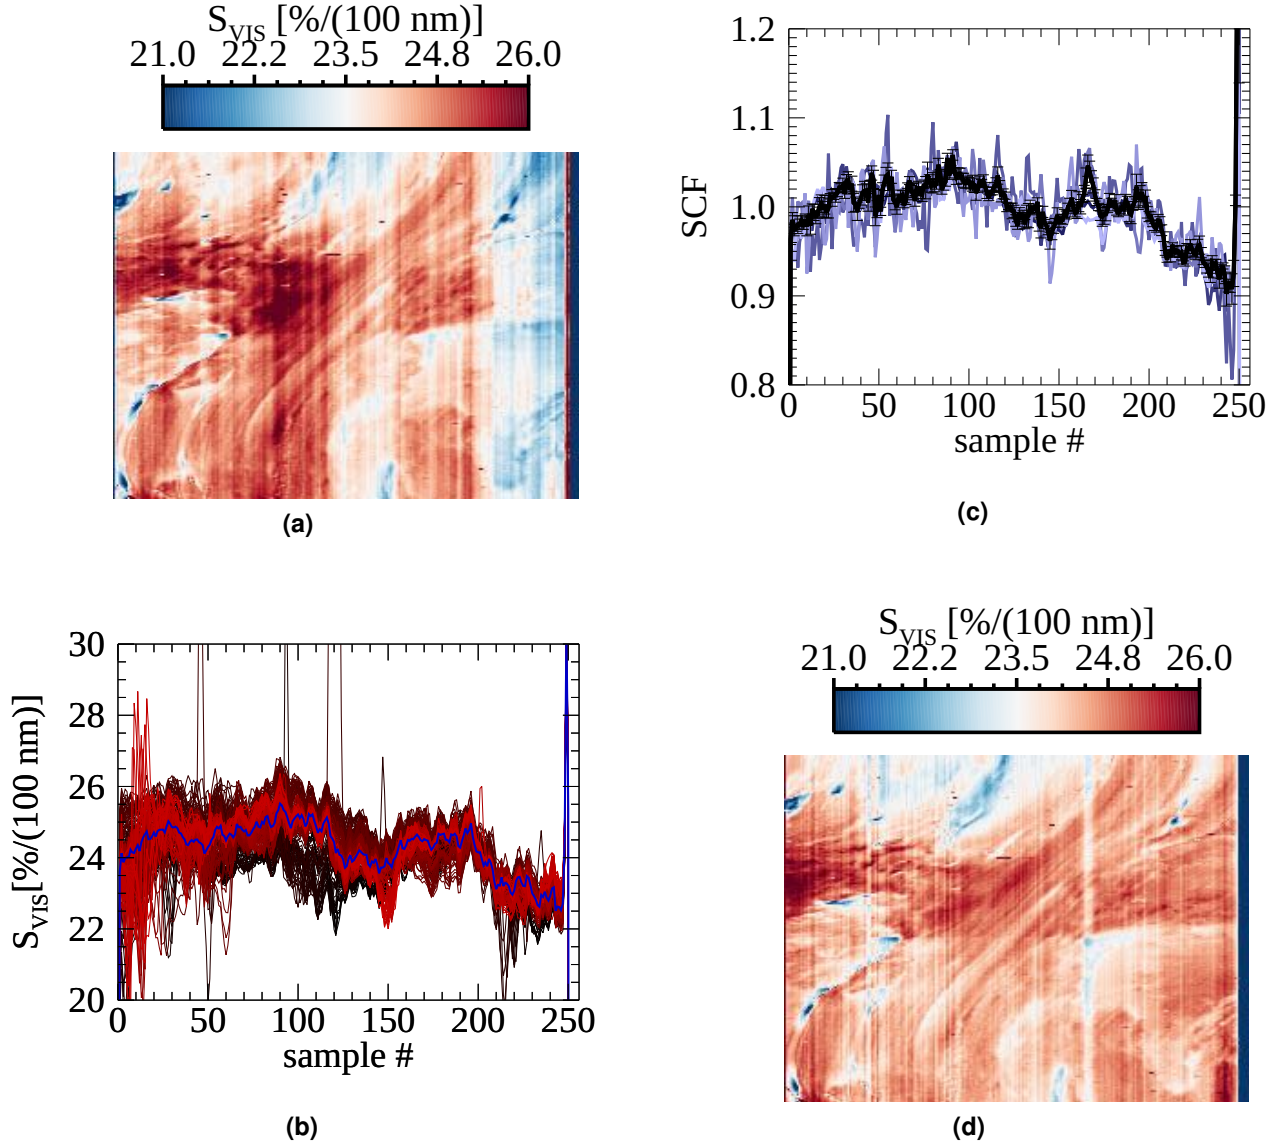 S_VIS [%/(100 nm)]
21.0 22.2 23.5 24.8 26.0
(a)
1.2
1.1
1.0
0.9
0.8
SCF
0 50 100 150 200 250
sample #
(c)
30
28
26
24
22
20
S_VIS[%/(100 nm)]
0 50 100 150 200 250
sample #
(b)
S_VIS [%/(100 nm)]
21.0 22.2 23.5 24.8 26.0
(d)